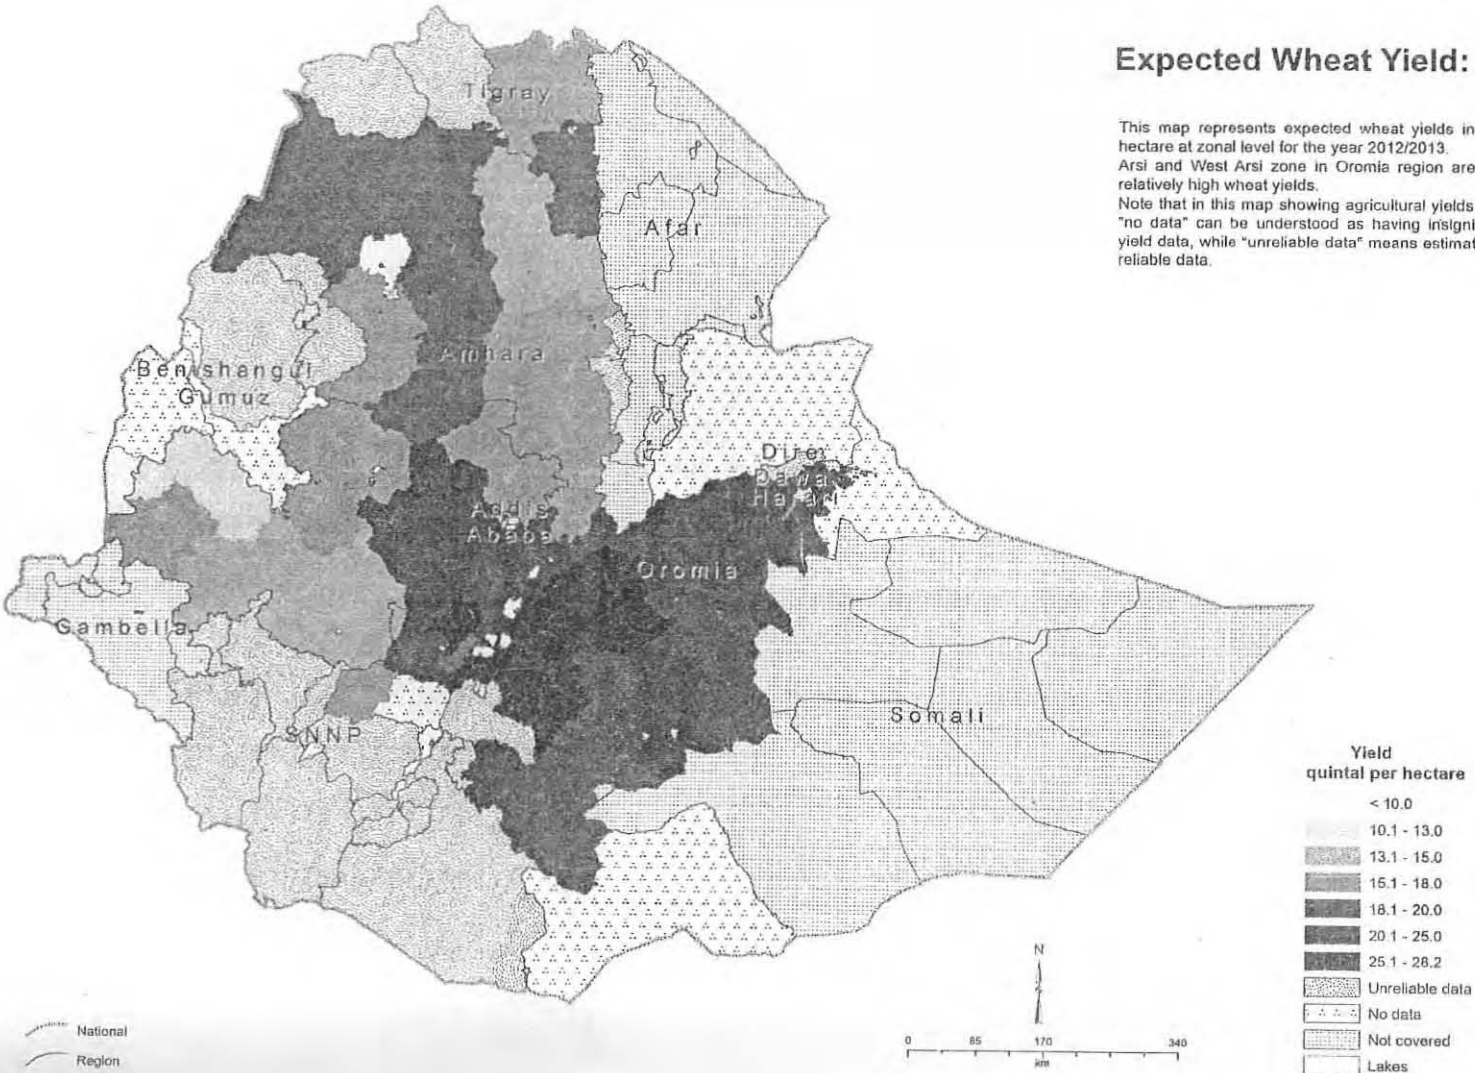 Expected Wheat Yield:
This map represents expected wheat yields in
hectare at zonal level for the year 2012/2013.
Arsi and West Arsi zone in Oromia region are
relatively high wheat yields.
Note that in this map showing agricultural yields
"no data" can be understood as having insigni
yield data, while "unreliable data" means estimat
reliable data.
Tigray
Afar
Amhara
Benishangul
Gumuz
Dire
Dawa
Harari
Addis
Ababa
Oromia
Gambella
SNNP
Somali
Yield
quintal per hectare
< 10.0
10.1 - 13.0
13.1 - 15.0
15.1 - 18.0
18.1 - 20.0
20.1 - 25.0
25.1 - 28.2
Unreliable data
No data
Not covered
Lakes
N
0 85 170 340
km
National
Region